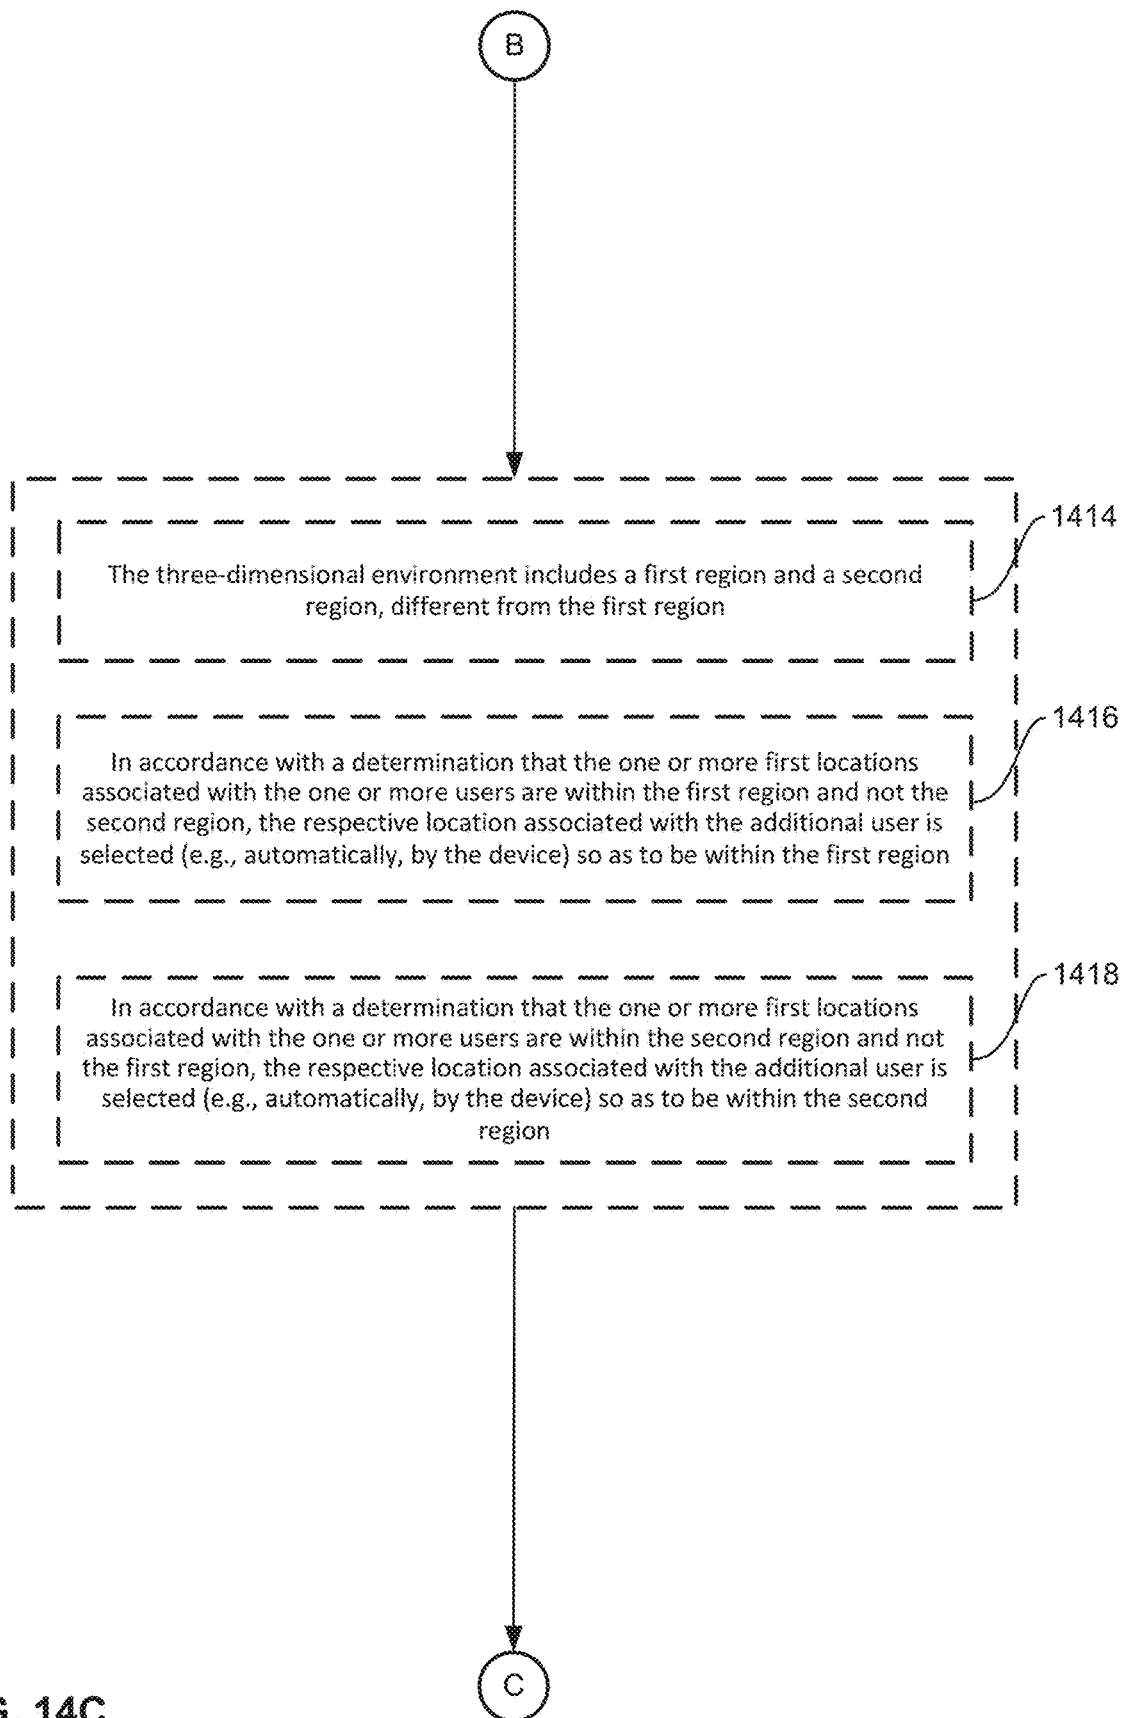 B
1414
The three-dimensional environment includes a first region and a second
region, different from the first region
1416
In accordance with a determination that the one or more first locations
associated with the one or more users are within the first region and not the
second region, the respective location associated with the additional user is
selected (e.g., automatically, by the device) so as to be within the first region
1418
In accordance with a determination that the one or more first locations
associated with the one or more users are within the second region and not
the first region, the respective location associated with the additional user is
selected (e.g., automatically, by the device) so as to be within the second
region
C
14C